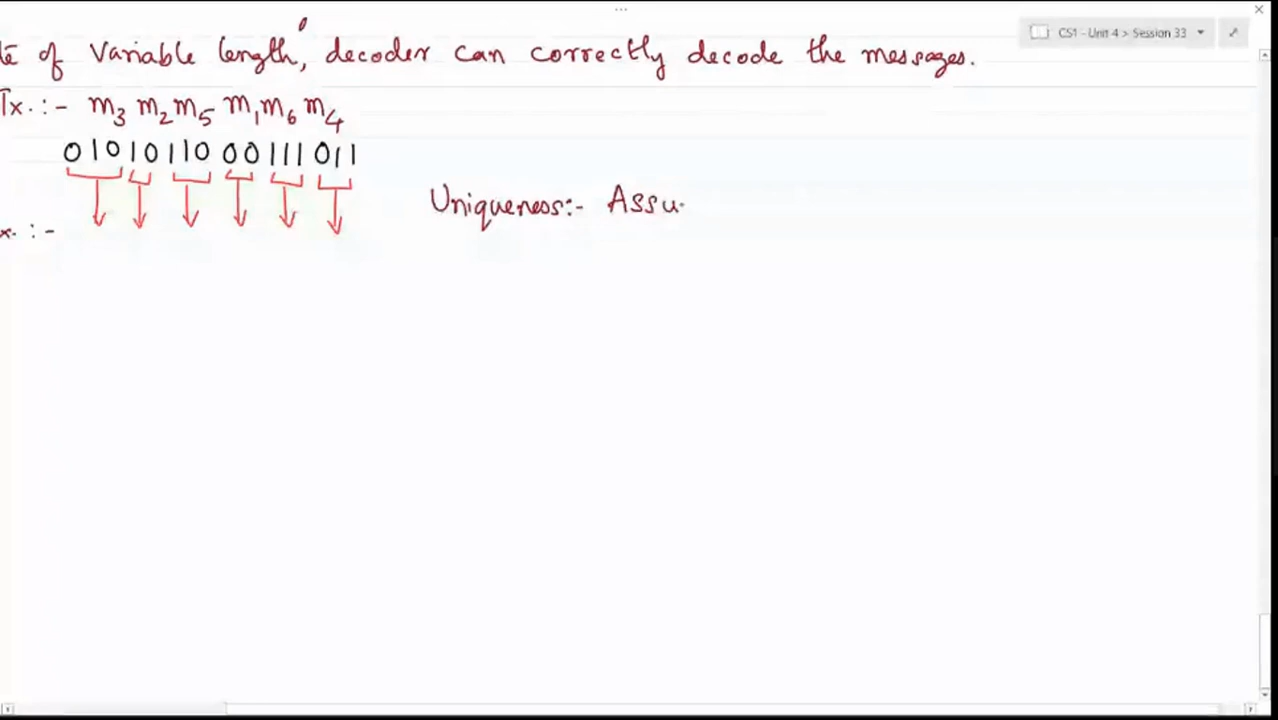 CS1 - Unit 4 > Session 33
of Variable length, decoder can correctly decode the messages.
Tx. :- m3 m2 m5 m1 m6 m4
010 10 110 00 111 011
Uniqueness:- Assu
x. :-